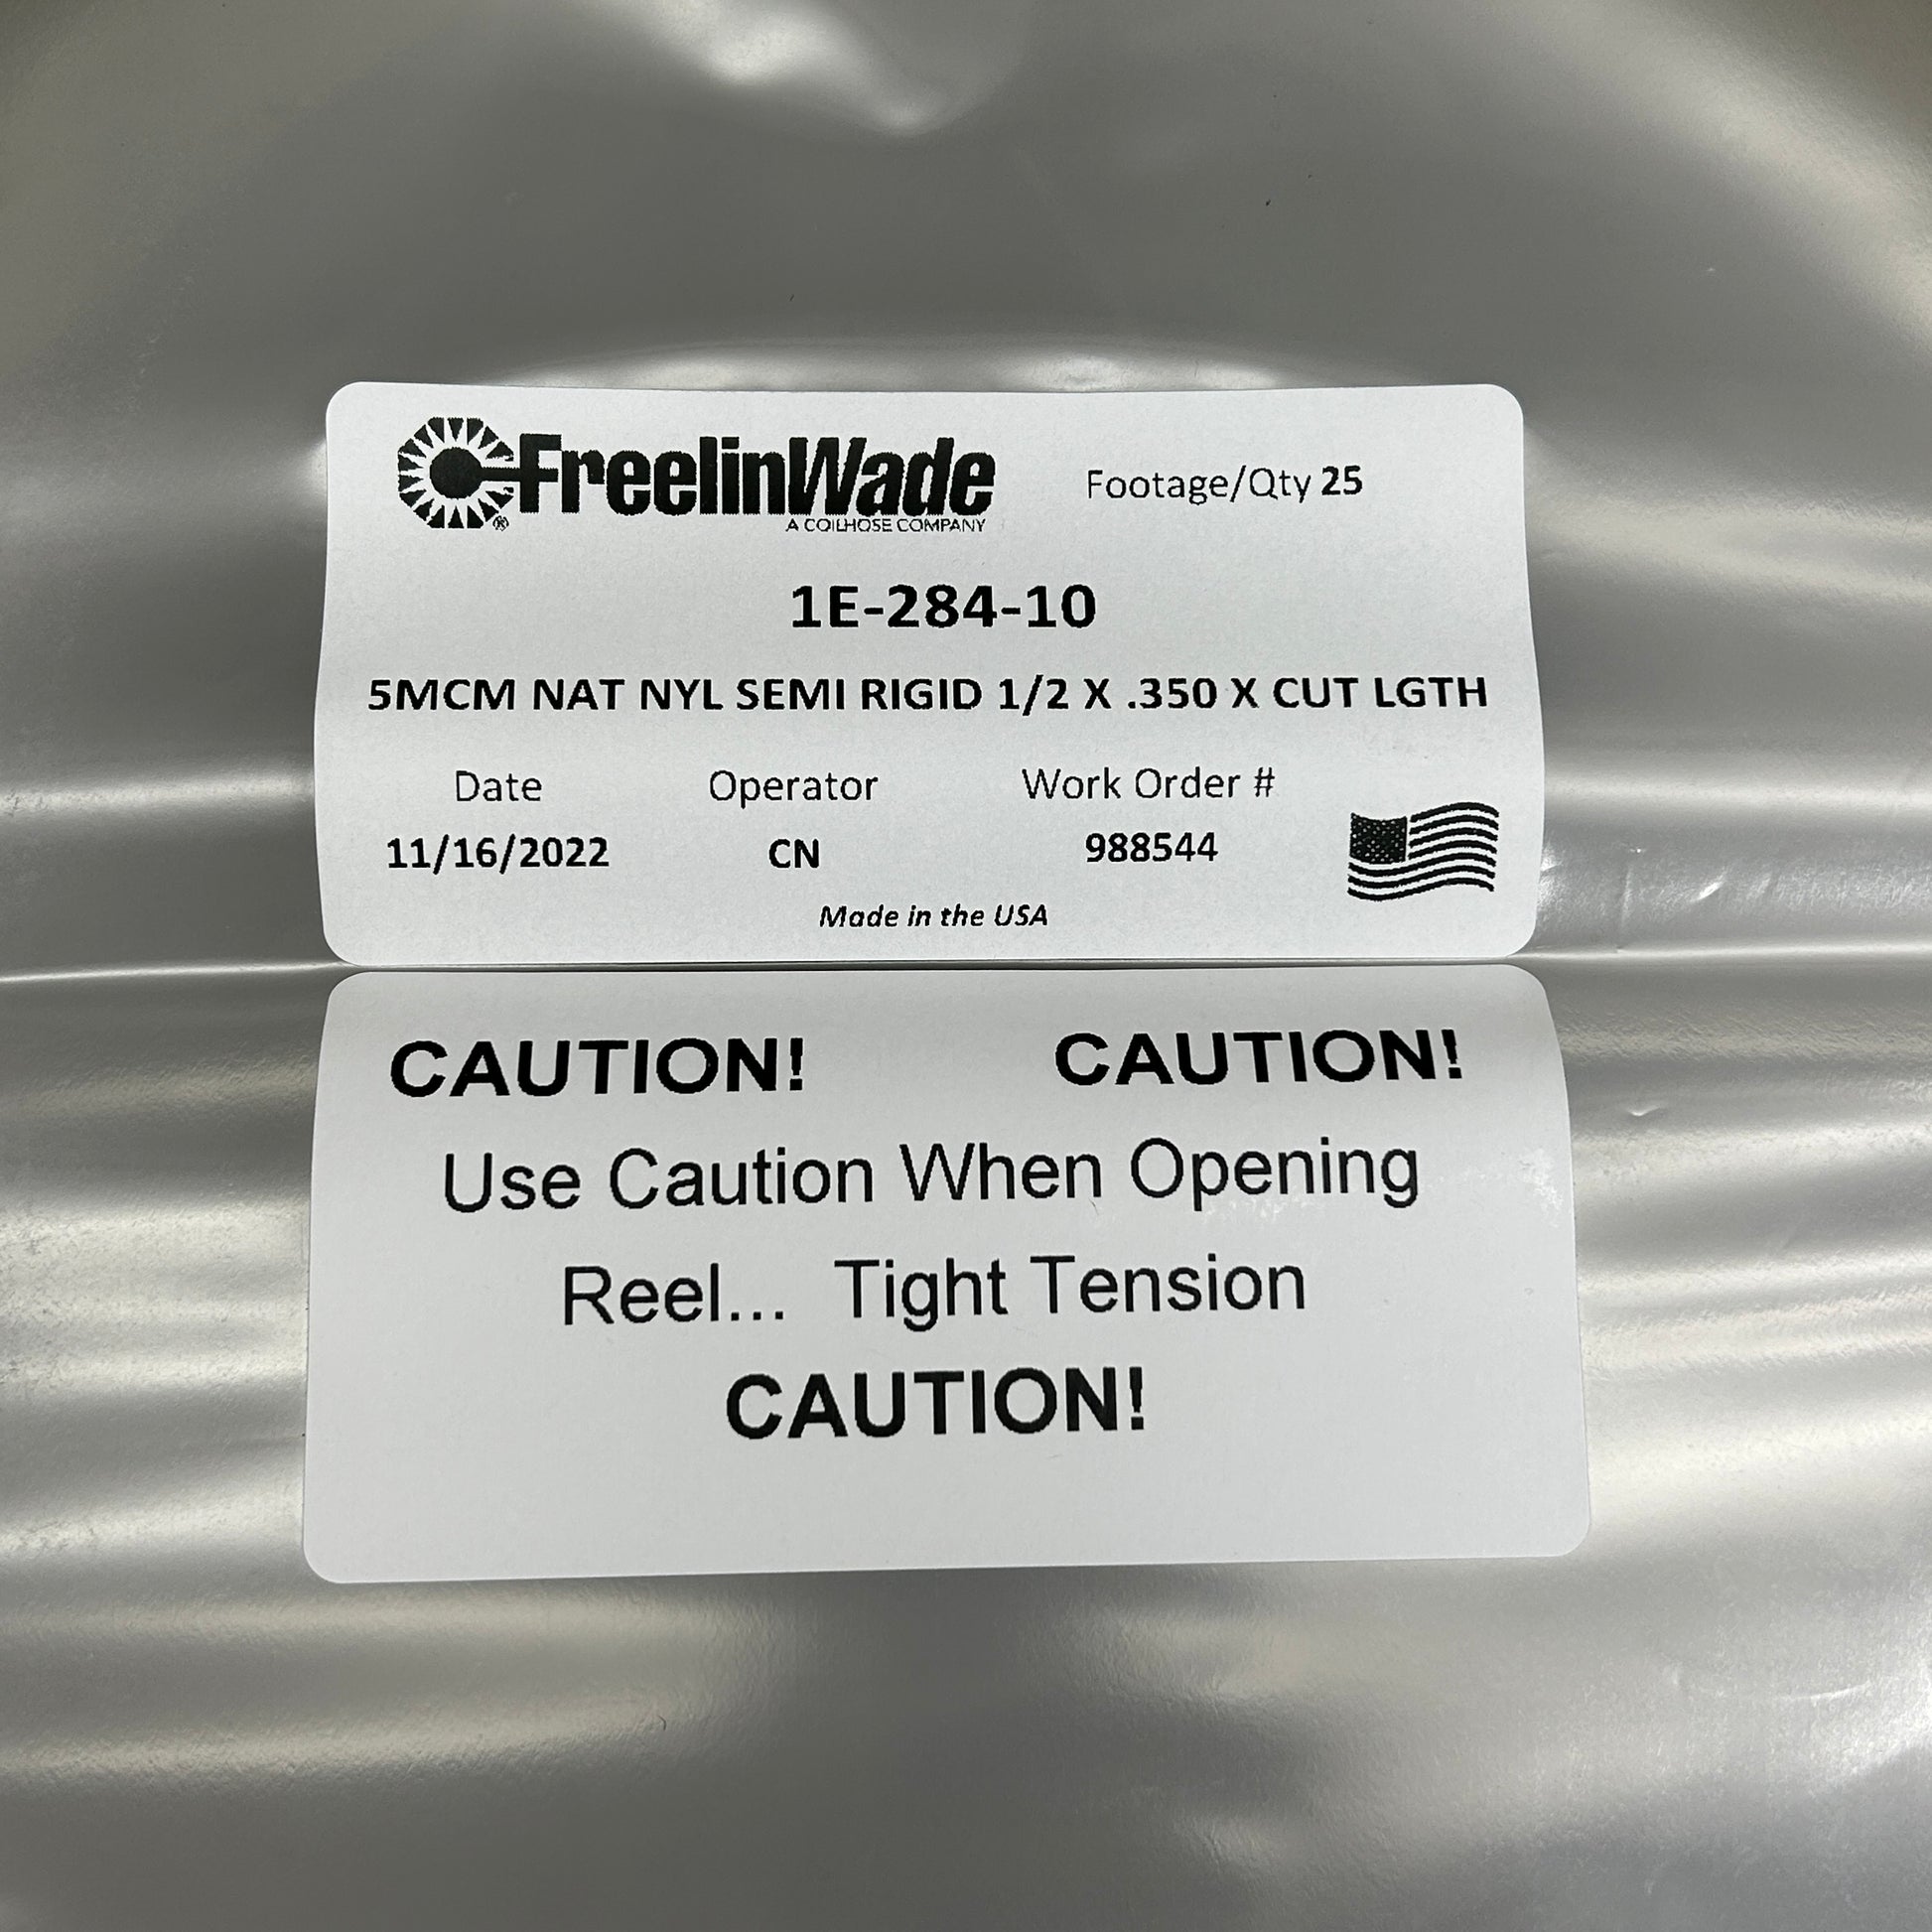 FreelinWade
A COILHOSE COMPANY
Footage/Qty 25
1E-284-10
5MCM NAT NYL SEMI RIGID 1/2 X .350 X CUT LGTH
Date Operator Work Order #
11/16/2022 CN 988544
Made in the USA
CAUTION! CAUTION!
Use Caution When Opening
Reel... Tight Tension
CAUTION!